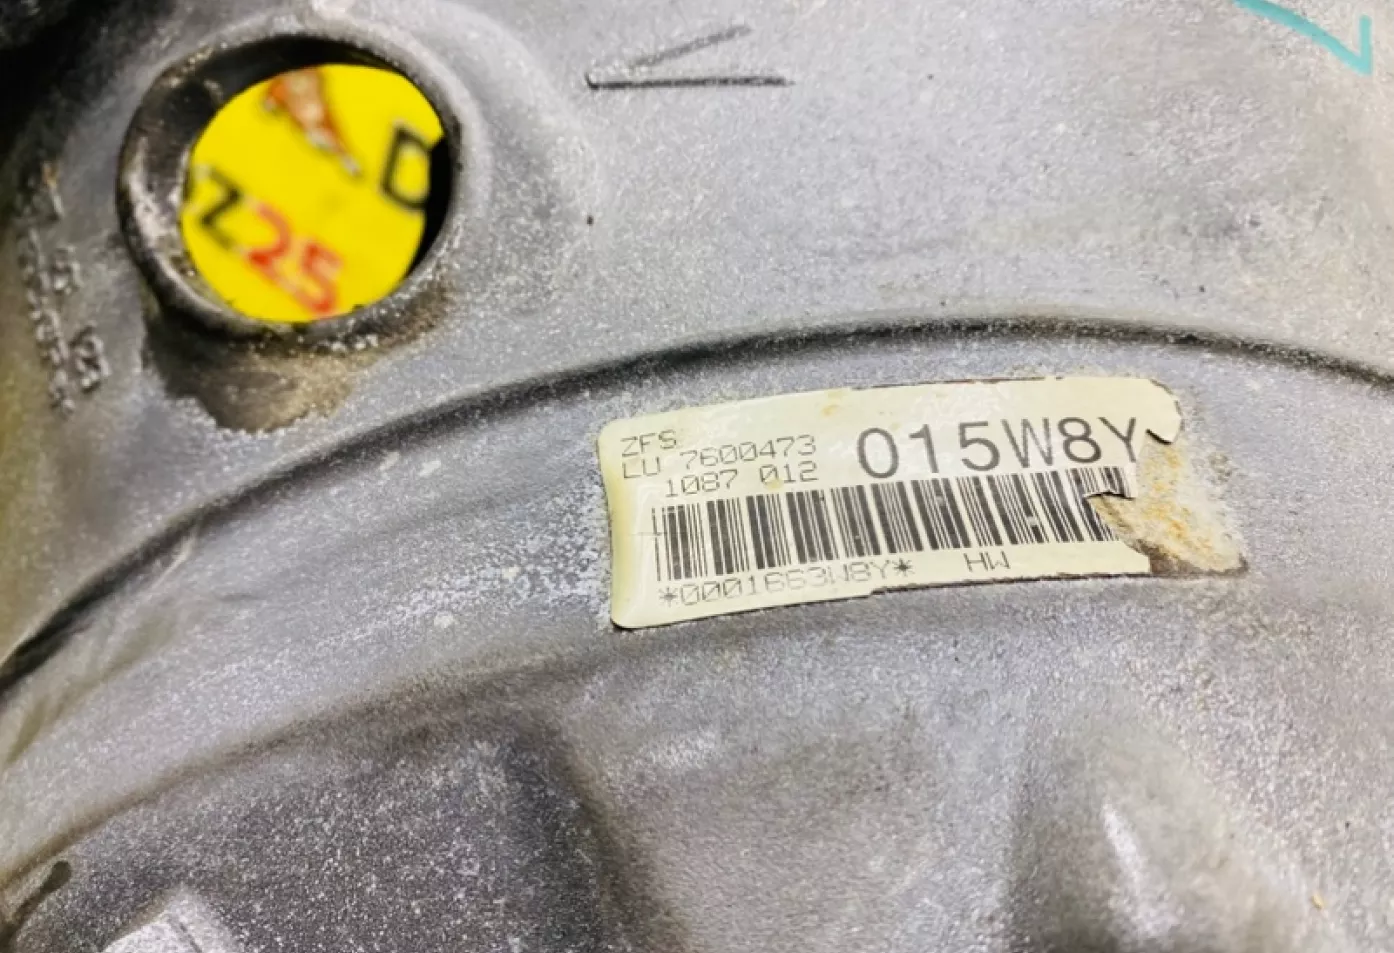 D
Z25
ZFS
LU 7600473
1087 012
015W8Y
*0001663W8Y* HW